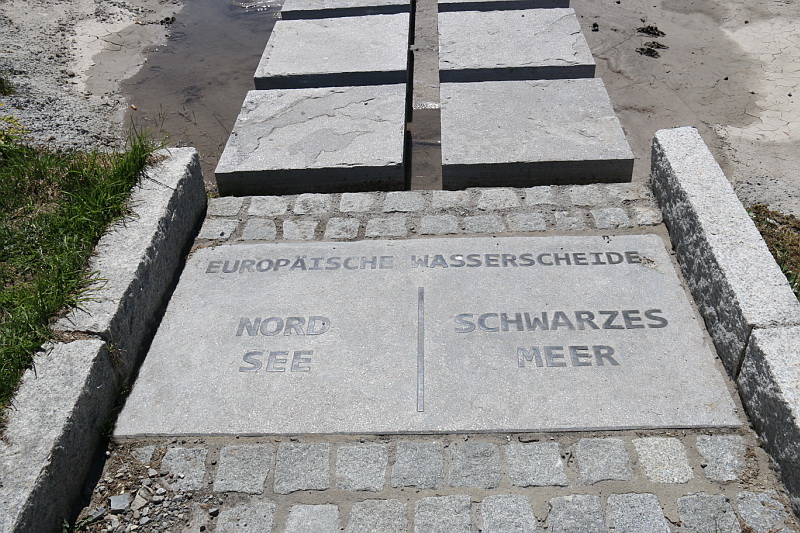 EUROPÄISCHE WASSERSCHEIDE
NORD
SEE
SCHWARZES
MEER